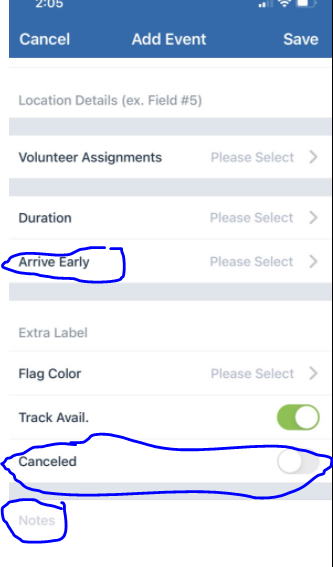 2:05
Cancel Add Event Save
Location Details (ex. Field #5)
Volunteer Assignments Please Select
Duration Please Select
Arrive Early Please Select
Extra Label
Flag Color Please Select
Track Avail.
Canceled
Notes